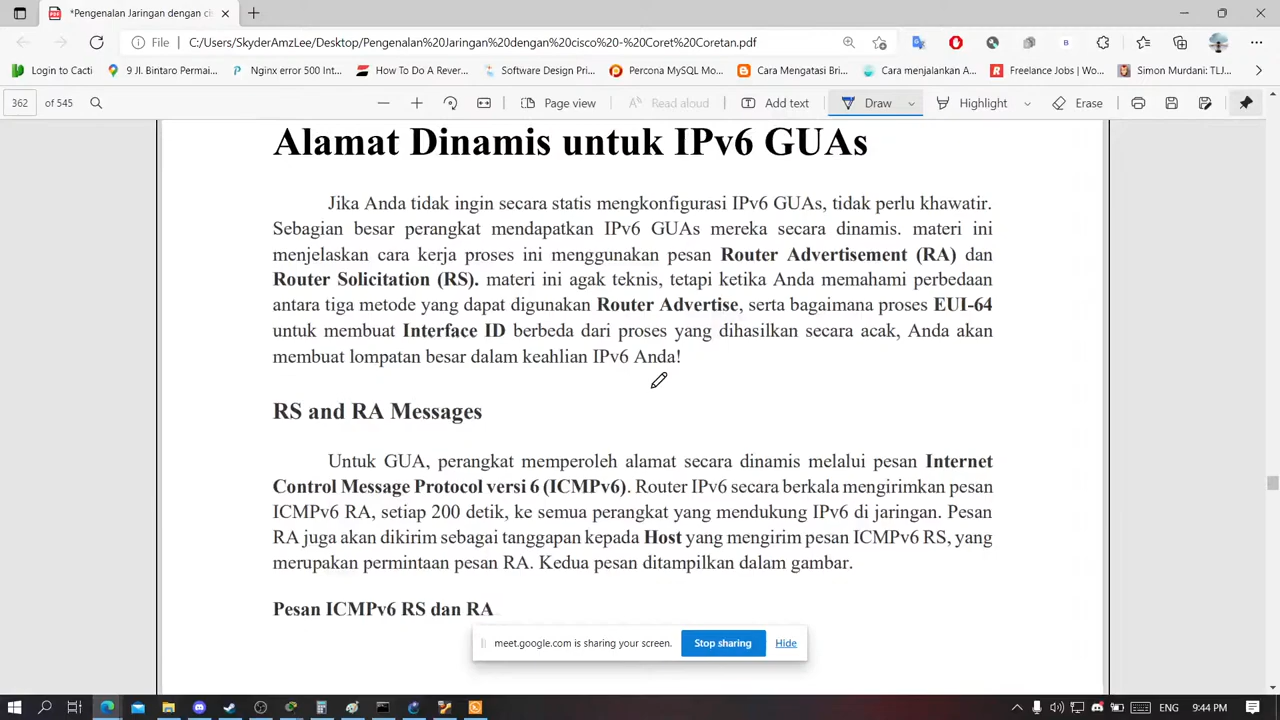 *Pengenalan Jaringan dengan ci
File C:/Users/SkyderAmzLee/Desktop/Pengenalan%20Jaringan%20dengan%20cisco%20-%20Coret%20Coretan.pdf
Login to Cacti 9 Jl. Bintaro Permai... Nginx error 500 Int... How To Do A Rever... Software Design Pri... Percona MySQL Mo... Cara Mengatasi Bri... Cara menjalankan A... Freelance Jobs | Wo... Simon Murdani: TLJ...
362 of 545 Page view Read aloud Add text Draw Highlight Erase
Alamat Dinamis untuk IPv6 GUAs
Jika Anda tidak ingin secara statis mengkonfigurasi IPv6 GUAs, tidak perlu khawatir.
Sebagian besar perangkat mendapatkan IPv6 GUAs mereka secara dinamis. materi ini
menjelaskan cara kerja proses ini menggunakan pesan Router Advertisement (RA) dan
Router Solicitation (RS). materi ini agak teknis, tetapi ketika Anda memahami perbedaan
antara tiga metode yang dapat digunakan Router Advertise, serta bagaimana proses EUI-64
untuk membuat Interface ID berbeda dari proses yang dihasilkan secara acak, Anda akan
membuat lompatan besar dalam keahlian IPv6 Anda!
RS and RA Messages
Untuk GUA, perangkat memperoleh alamat secara dinamis melalui pesan Internet
Control Message Protocol versi 6 (ICMPv6). Router IPv6 secara berkala mengirimkan pesan
ICMPv6 RA, setiap 200 detik, ke semua perangkat yang mendukung IPv6 di jaringan. Pesan
RA juga akan dikirim sebagai tanggapan kepada Host yang mengirim pesan ICMPv6 RS, yang
merupakan permintaan pesan RA. Kedua pesan ditampilkan dalam gambar.
Pesan ICMPv6 RS dan RA
meet.google.com is sharing your screen. Stop sharing Hide
ENG 9:44 PM